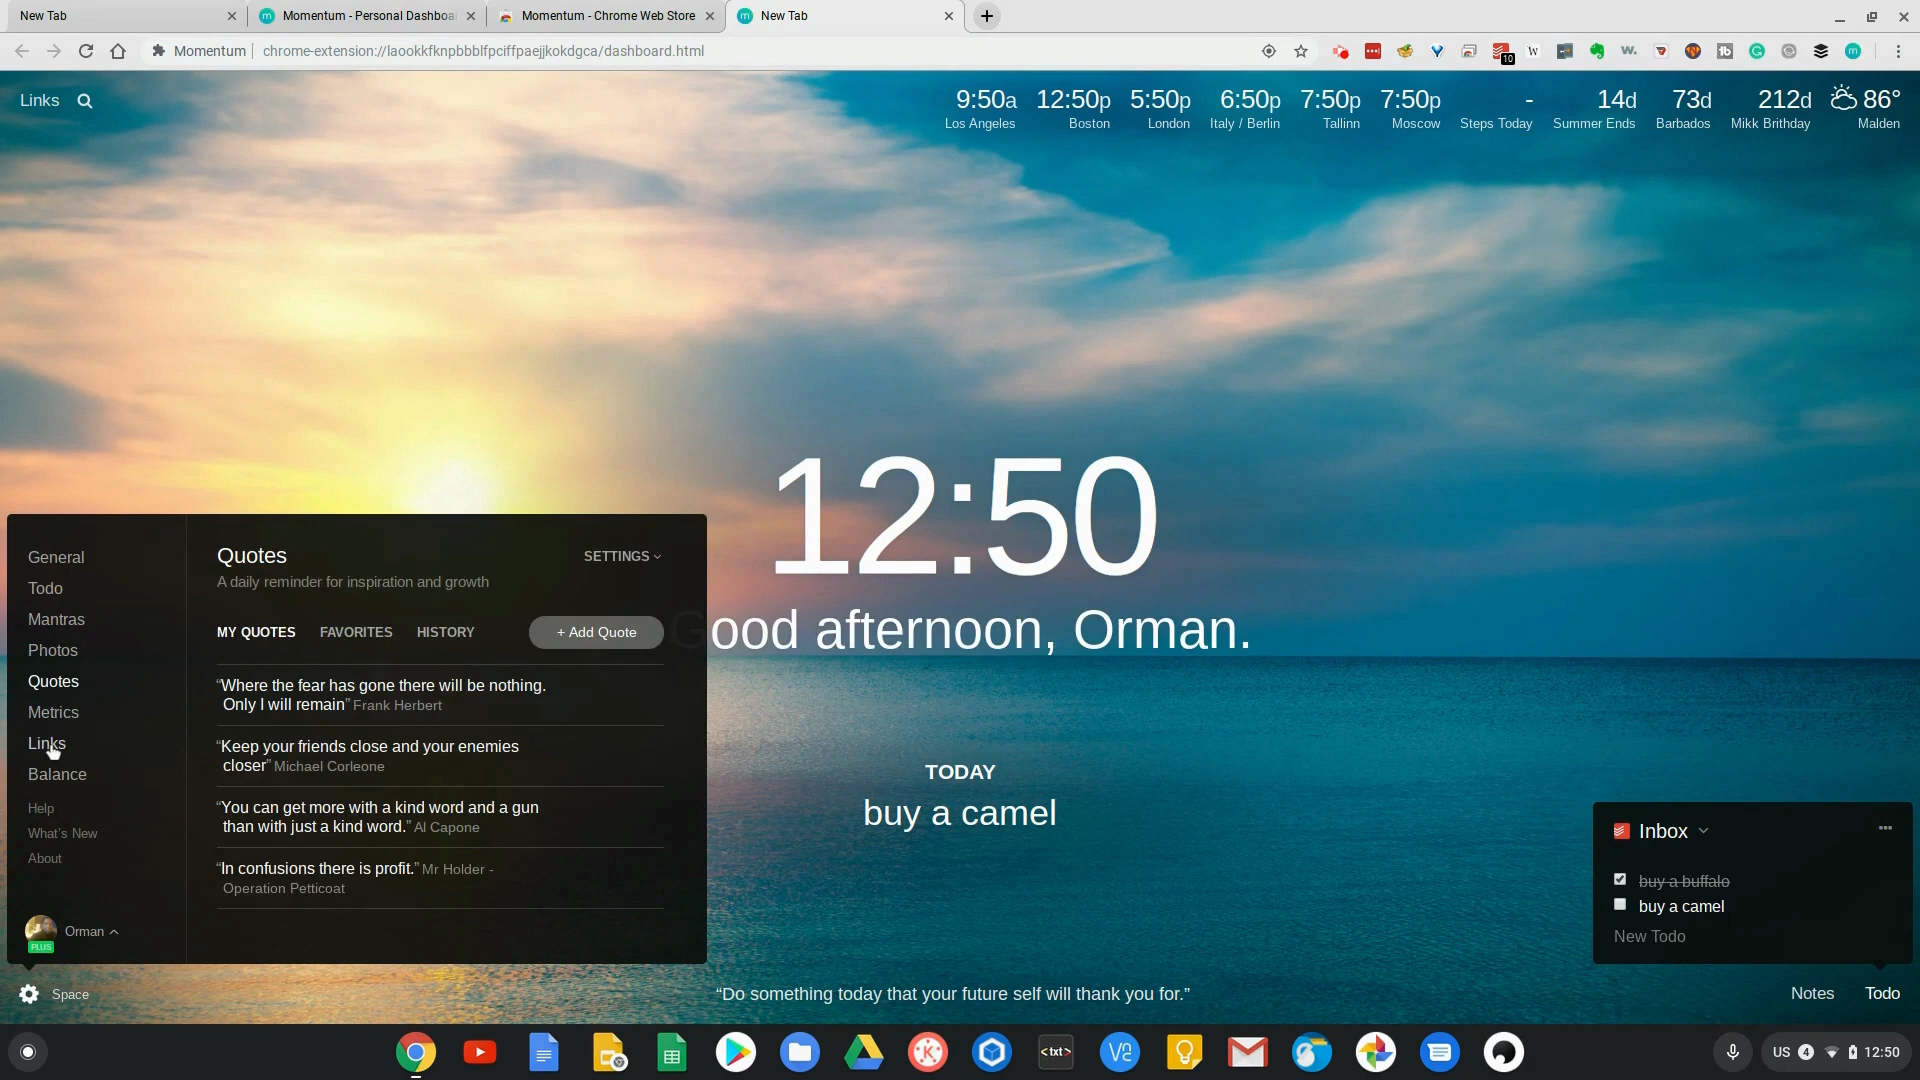 New Tab
Momentum - Personal Dashboa
Momentum - Chrome Web Store
New Tab
Momentum
chrome-extension://laookkfknpbbblfpciffpaejjkokdgca/dashboard.html
10
W
w.
tb
m
Links
9:50a
Los Angeles
12:50p
Boston
5:50p
London
6:50p
Italy / Berlin
7:50p
Tallinn
7:50p
Moscow
-
Steps Today
14d
Summer Ends
73d
Barbados
212d
Mikk Brithday
86°
Malden
12:50
Good afternoon, Orman.
TODAY
buy a camel
General
Todo
Mantras
Photos
Quotes
Metrics
Links
Balance
Help
What's New
About
Orman
PLUS
Space
Quotes
SETTINGS
A daily reminder for inspiration and growth
MY QUOTES
FAVORITES
HISTORY
+ Add Quote
“Where the fear has gone there will be nothing.
Only I will remain” Frank Herbert
“Keep your friends close and your enemies
closer” Michael Corleone
“You can get more with a kind word and a gun
than with just a kind word.” Al Capone
“In confusions there is profit.” Mr Holder -
Operation Petticoat
Inbox
buy a buffalo
buy a camel
New Todo
“Do something today that your future self will thank you for.”
Notes
Todo
<txt>
US
4
12:50